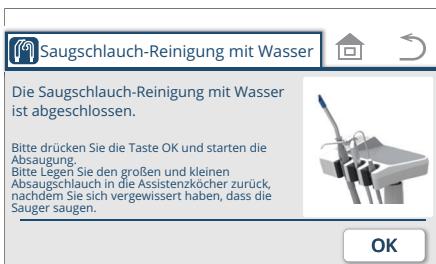 Saugschlauch-Reinigung mit Wasser
Die Saugschlauch-Reinigung mit Wasser
ist abgeschlossen.
Bitte drücken Sie die Taste OK und starten die
Absaugung.
Bitte Legen Sie den großen und kleinen
Absaugschlauch in die Assistenzköcher zurück,
nachdem Sie sich vergewissert haben, dass die
Sauger saugen.
OK